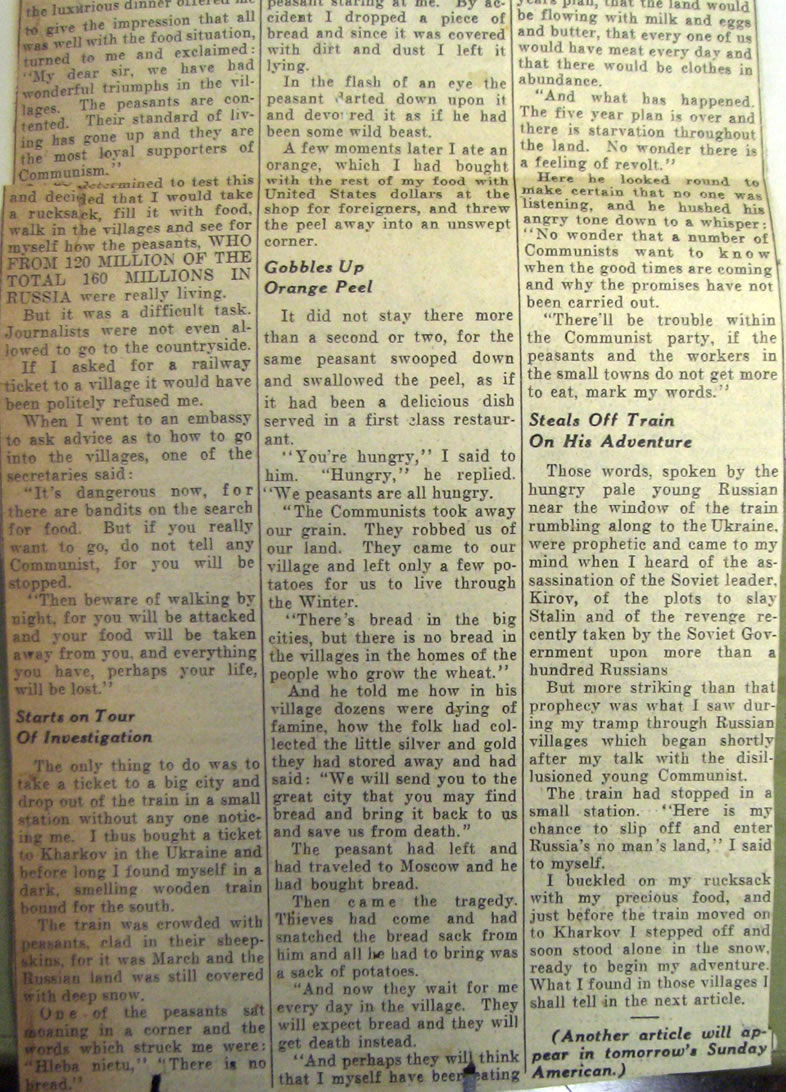 the luxurious dinner offered me
to give the impression that all
was well with the food situation,
turned to me and exclaimed:
"My dear sir, we have had
wonderful triumphs in the vil-
lages. The peasants are con-
tented. Their standard of liv-
ing has gone up and they are
the most loyal supporters of
Communism."
determined to test this
and decided that I would take
a rucksack, fill it with food,
walk in the villages and see for
myself how the peasants, WHO
FROM 120 MILLION OF THE
TOTAL 160 MILLIONS IN
RUSSIA were really living.
But it was a difficult task.
Journalists were not even al-
lowed to go to the countryside.
If I asked for a railway
ticket to a village it would have
been politely refused me.
When I went to an embassy
to ask advice as to how to go
into the villages, one of the
secretaries said:
"It's dangerous now, for
there are bandits on the search
for food. But if you really
want to go, do not tell any
Communist, for you will be
stopped.
"Then beware of walking by
night, for you will be attacked
and your food will be taken
away from you, and everything
you have, perhaps your life,
will be lost."
Starts on Tour
Of Investigation
The only thing to do was to
take a ticket to a big city and
drop out of the train in a small
station without any one notic-
ing me. I thus bought a ticket
to Kharkov in the Ukraine and
before long I found myself in a
dark, smelling wooden train
bound for the south.
The train was crowded with
peasants, clad in their sheep-
skins, for it was March and the
Russian land was still covered
with deep snow.
One of the peasants sat
moaning in a corner and the
words which struck me were:
"Hleba nietu," "There is no
bread."
peasant staring at me. By ac-
cident I dropped a piece of
bread and since it was covered
with dirt and dust I left it
lying.
In the flash of an eye the
peasant darted down upon it
and devoured it as if he had
been some wild beast.
A few moments later I ate an
orange, which I had bought
with the rest of my food with
United States dollars at the
shop for foreigners, and threw
the peel away into an unswept
corner.
Gobbles Up
Orange Peel
It did not stay there more
than a second or two, for the
same peasant swooped down
and swallowed the peel, as if
it had been a delicious dish
served in a first class restaur-
ant.
"You're hungry," I said to
him. "Hungry," he replied.
"We peasants are all hungry.
"The Communists took away
our grain. They robbed us of
our land. They came to our
village and left only a few po-
tatoes for us to live through
the Winter.
"There's bread in the big
cities, but there is no bread in
the villages in the homes of the
people who grow the wheat."
And he told me how in his
village dozens were dying of
famine, how the folk had col-
lected the little silver and gold
they had stored away and had
said: "We will send you to the
great city that you may find
bread and bring it back to us
and save us from death."
The peasant had left and
had traveled to Moscow and he
had bought bread.
Then came the tragedy.
Thieves had come and had
snatched the bread sack from
him and all he had to bring was
a sack of potatoes.
"And now they wait for me
every day in the village. They
will expect bread and they will
get death instead.
"And perhaps they will think
that I myself have been eating
years plan, that the land would
be flowing with milk and eggs
and butter, that every one of us
would have meat every day and
that there would be clothes in
abundance.
"And what has happened.
The five year plan is over and
there is starvation throughout
the land. No wonder there is
a feeling of revolt."
Here he looked round to
make certain that no one was
listening, and he hushed his
angry tone down to a whisper:
"No wonder that a number of
Communists want to know
when the good times are coming
and why the promises have not
been carried out.
"There'll be trouble within
the Communist party, if the
peasants and the workers in
the small towns do not get more
to eat, mark my words."
Steals Off Train
On His Adventure
Those words, spoken by the
hungry pale young Russian
near the window of the train
rumbling along to the Ukraine,
were prophetic and came to my
mind when I heard of the as-
sassination of the Soviet leader,
Kirov, of the plots to slay
Stalin and of the revenge re-
cently taken by the Soviet Gov-
ernment upon more than a
hundred Russians
But more striking than that
prophecy was what I saw dur-
ing my tramp through Russian
villages which began shortly
after my talk with the disil-
lusioned young Communist.
The train had stopped in a
small station. "Here is my
chance to slip off and enter
Russia's no man's land," I said
to myself.
I buckled on my rucksack
with my precious food, and
just before the train moved on
to Kharkov I stepped off and
soon stood alone in the snow,
ready to begin my adventure.
What I found in those villages I
shall tell in the next article.
(Another article will ap-
pear in tomorrow's Sunday
American.)